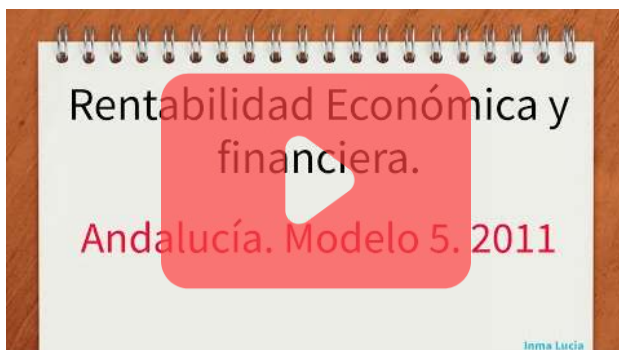 Rentabilidad Económica y
financiera.
Andalucía. Modelo 5. 2011
Inma Lucia